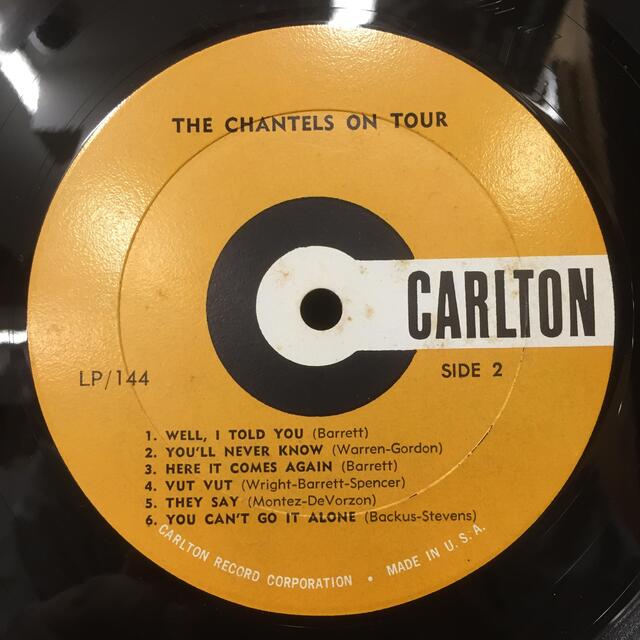 THE CHANTELS ON TOUR
CARLTON
LP/144
SIDE 2
1. WELL, I TOLD YOU (Barrett)
2. YOU'LL NEVER KNOW (Warren-Gordon)
3. HERE IT COMES AGAIN (Barrett)
4. VUT VUT (Wright-Barrett-Spencer)
5. THEY SAY (Montez-DeVorzon)
6. YOU CAN'T GO IT ALONE (Backus-Stevens)
CARLTON RECORD CORPORATION • MADE IN U.S.A.